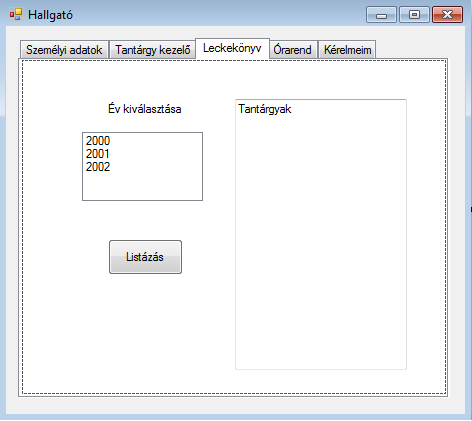 Hallgató
Személyi adatok Tantárgy kezelő Leckekönyv Órarend Kérelmeim
Év kiválasztása
2000
2001
2002
Listázás
Tantárgyak